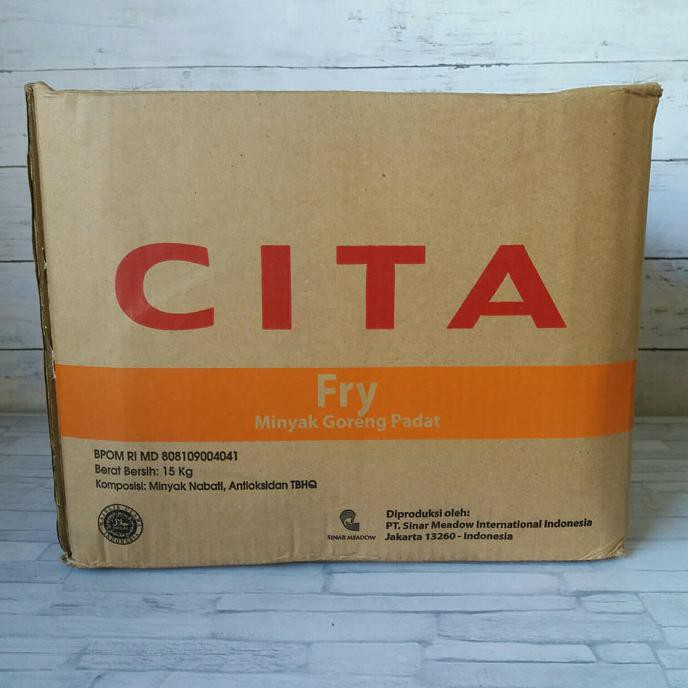 CITA
Fry
Minyak Goreng Padat
BPOM RI MD 808109004041
Berat Bersih: 15 Kg
Komposisi: Minyak Nabati, Antioksidan TBHQ
SINAR MEADOW
Diproduksi oleh:
PT. Sinar Meadow International Indonesia
Jakarta 13260 - Indonesia